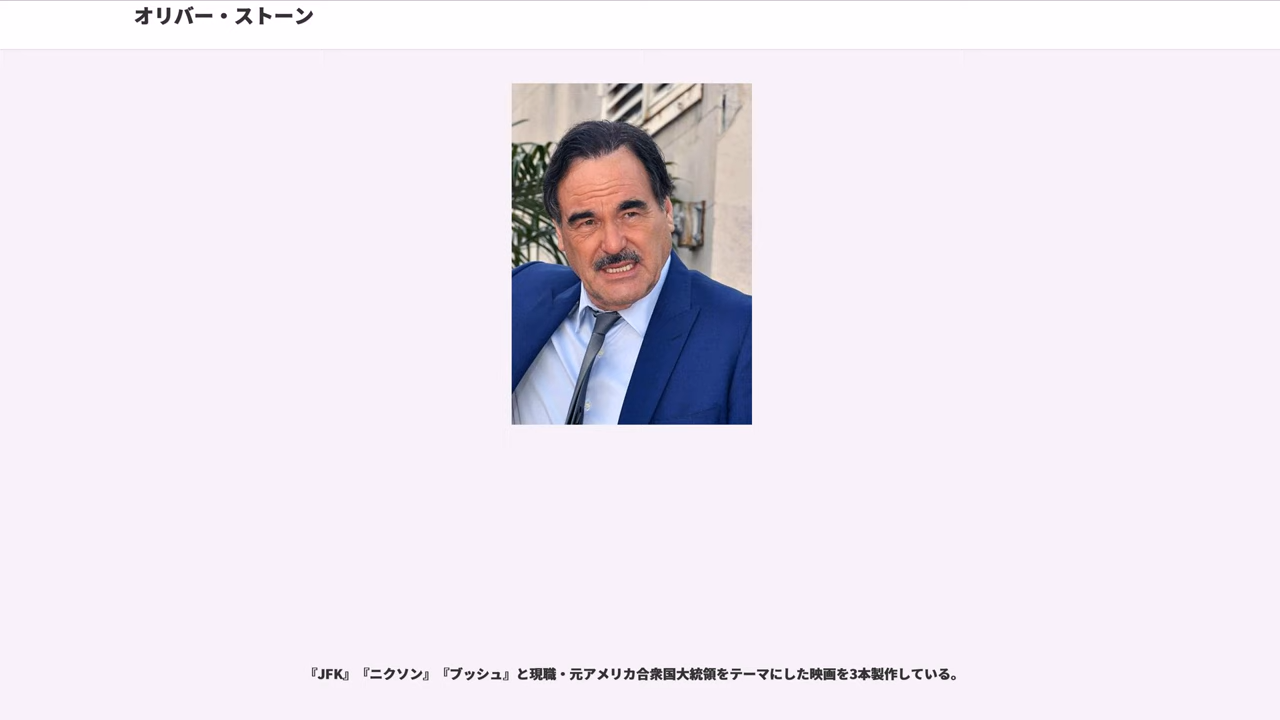 オリバー・ストーン
『JFK』『ニクソン』『ブッシュ』と現職・元アメリカ合衆国大統領をテーマにした映画を3本製作している。